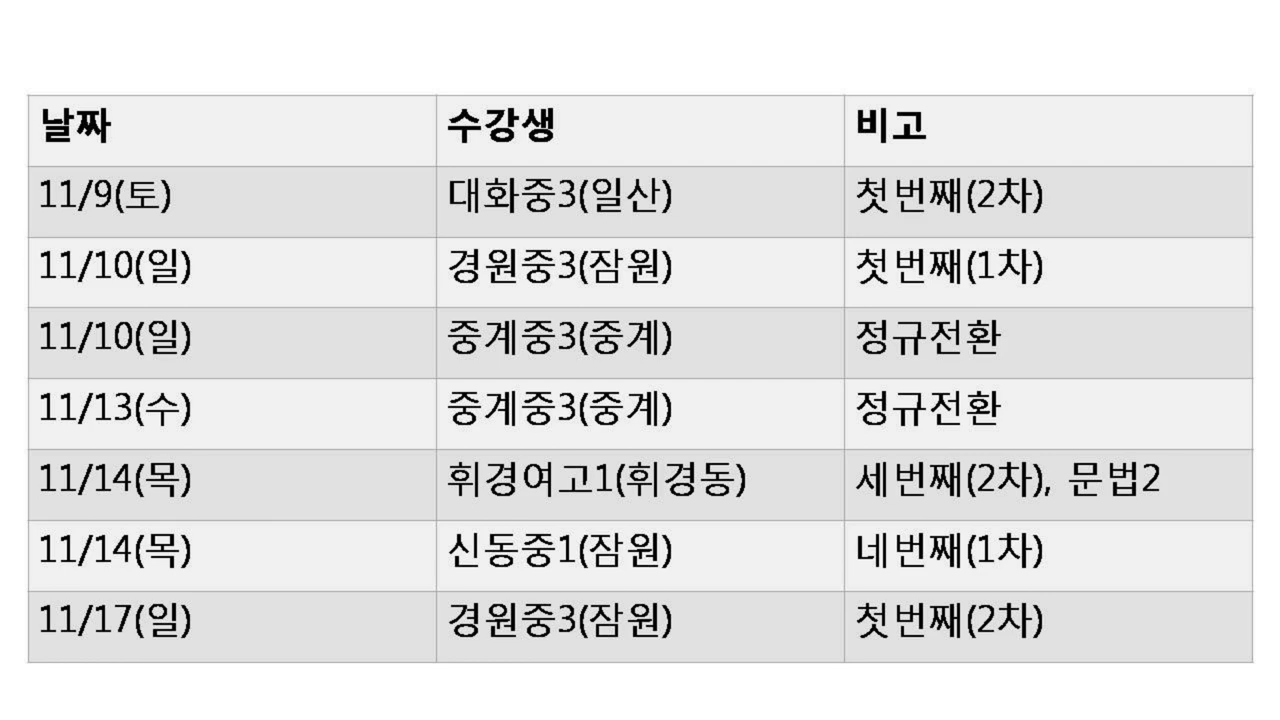 날짜 수강생 비고
11/9(토) 대화중3(일산) 첫번째(2차)
11/10(일) 경원중3(잠원) 첫번째(1차)
11/10(일) 중계중3(중계) 정규전환
11/13(수) 중계중3(중계) 정규전환
11/14(목) 휘경여고1(휘경동) 세번째(2차), 문법2
11/14(목) 신동중1(잠원) 네번째(1차)
11/17(일) 경원중3(잠원) 첫번째(2차)